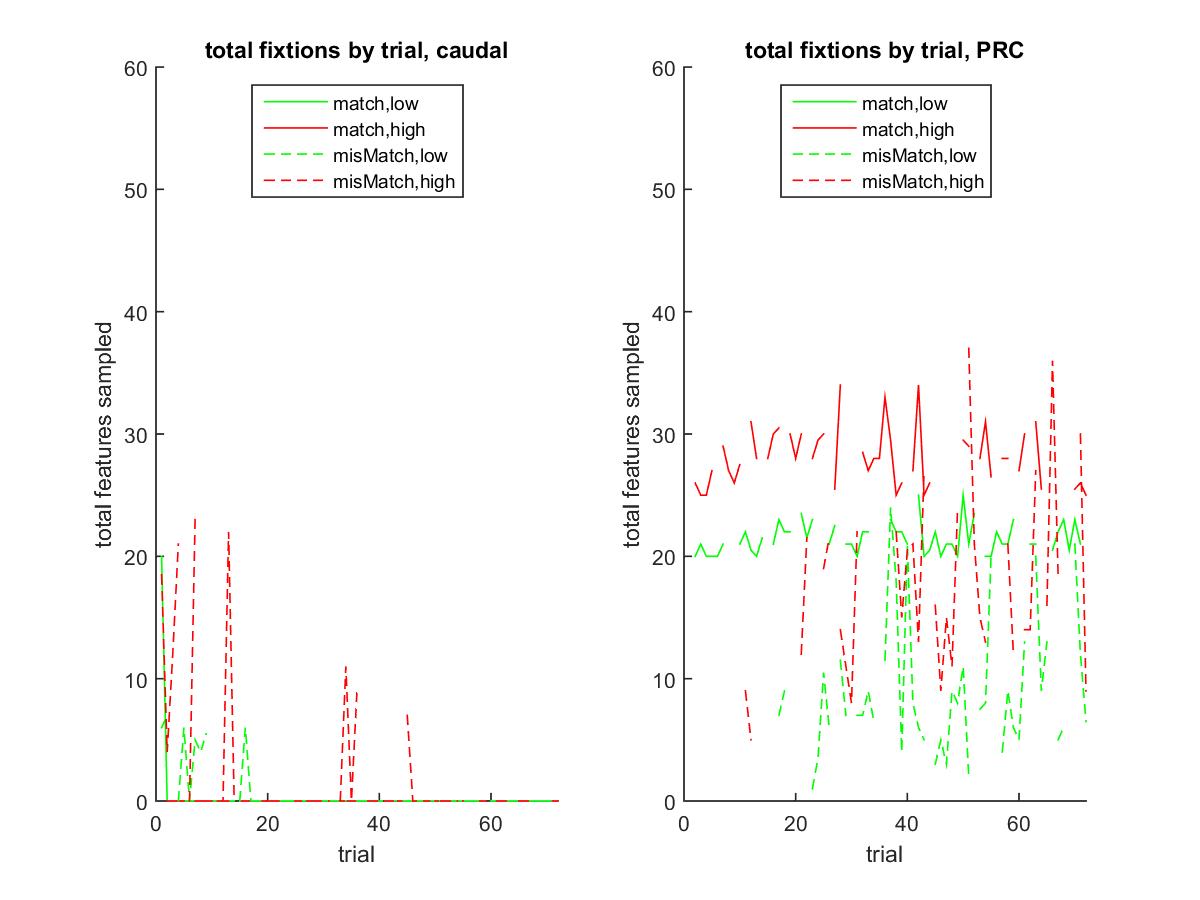 total fixtions by trial, caudal
60
50
40
30
20
10
0
total features sampled
match,low
match,high
misMatch,low
misMatch,high
0 20 40 60
trial
total fixtions by trial, PRC
60
50
40
30
20
10
0
total features sampled
match,low
match,high
misMatch,low
misMatch,high
0 20 40 60
trial